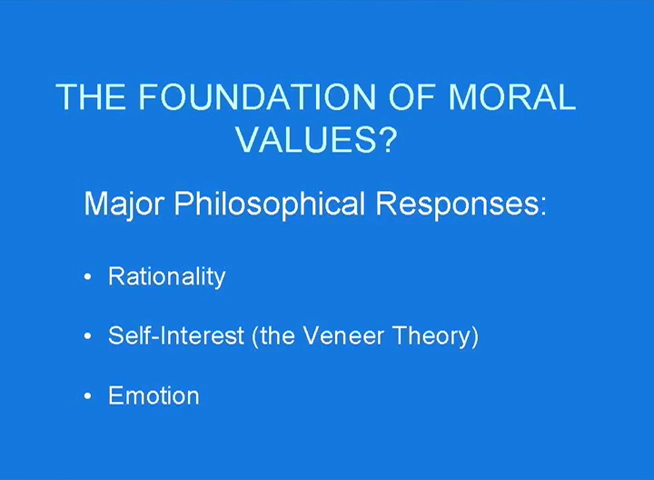 THE FOUNDATION OF MORAL
VALUES?
Major Philosophical Responses:
• Rationality
• Self-Interest (the Veneer Theory)
• Emotion